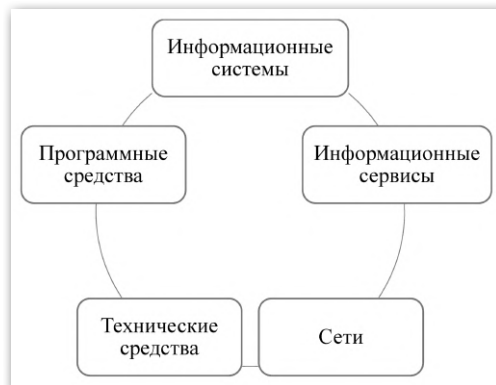 Информационные
системы
Программные
средства
Информационные
сервисы
Технические
средства
Сети